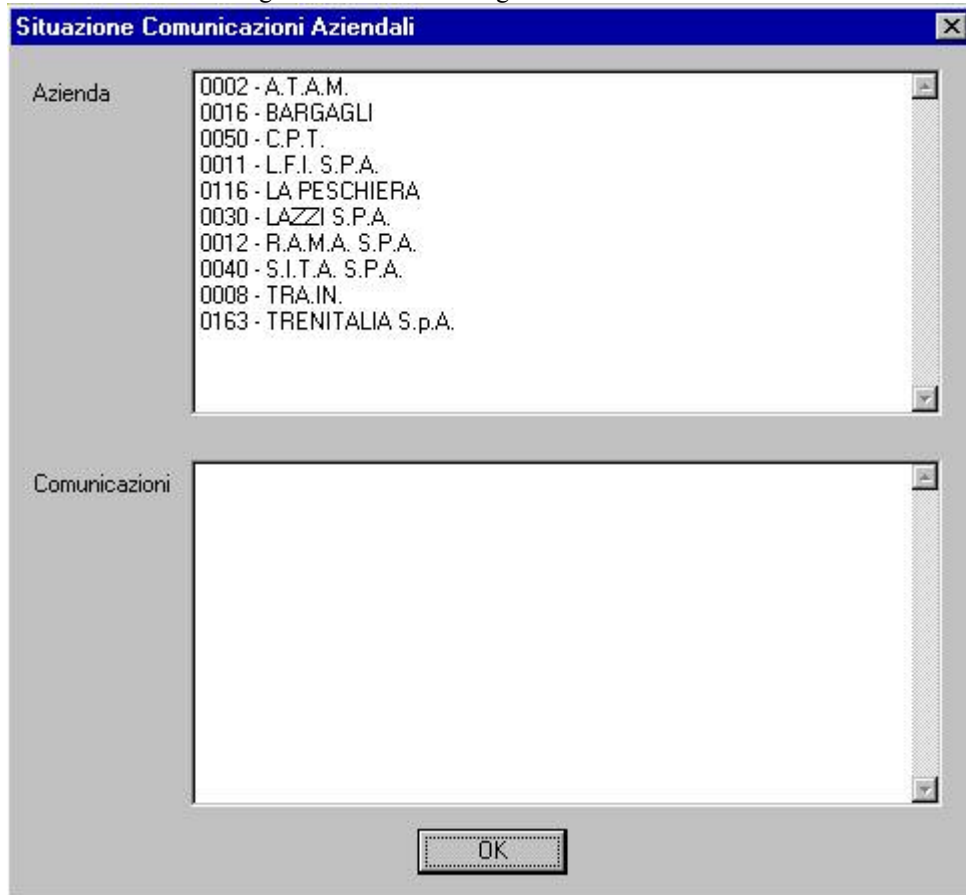 Situazione Comunicazioni Aziendali
Azienda
0002 - A.T.A.M.
0016 - BARGAGLI
0050 - C.P.T.
0011 - L.F.I. S.P.A.
0116 - LA PESCHIERA
0030 - LAZZI S.P.A.
0012 - R.A.M.A. S.P.A.
0040 - S.I.T.A. S.P.A.
0008 - TRA.IN.
0163 - TRENITALIA S.p.A.
Comunicazioni
OK